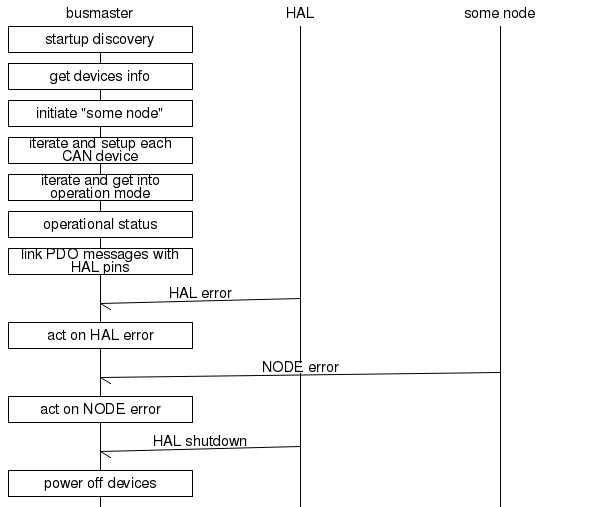 busmaster HAL some node
startup discovery
get devices info
initiate "some node"
iterate and setup each
CAN device
iterate and get into
operation mode
operational status
link PDO messages with
HAL pins
HAL error
act on HAL error
NODE error
act on NODE error
HAL shutdown
power off devices